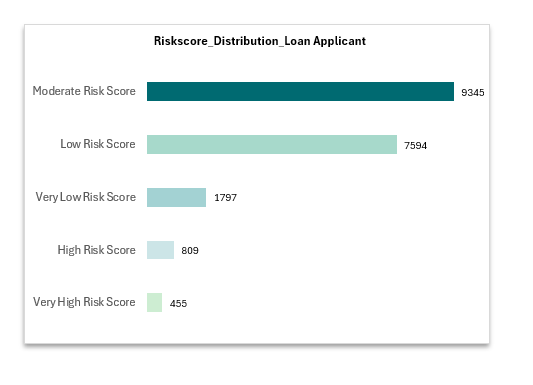 Riskscore_Distribution_Loan Applicant
Moderate Risk Score 9345
Low Risk Score 7594
Very Low Risk Score 1797
High Risk Score 809
Very High Risk Score 455